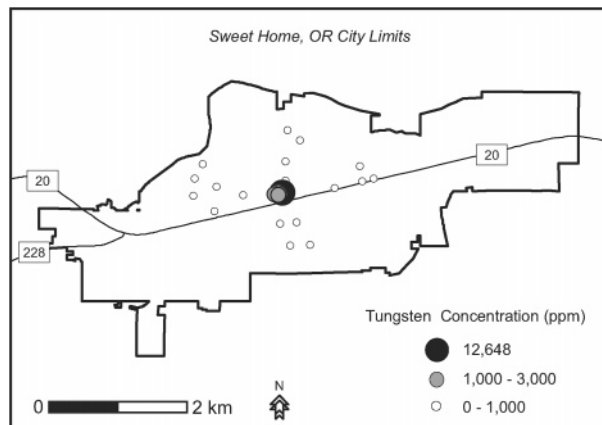 Sweet Home, OR City Limits
20
20
228
Tungsten Concentration (ppm)
12,648
1,000 - 3,000
0 - 1,000
N
0 2 km